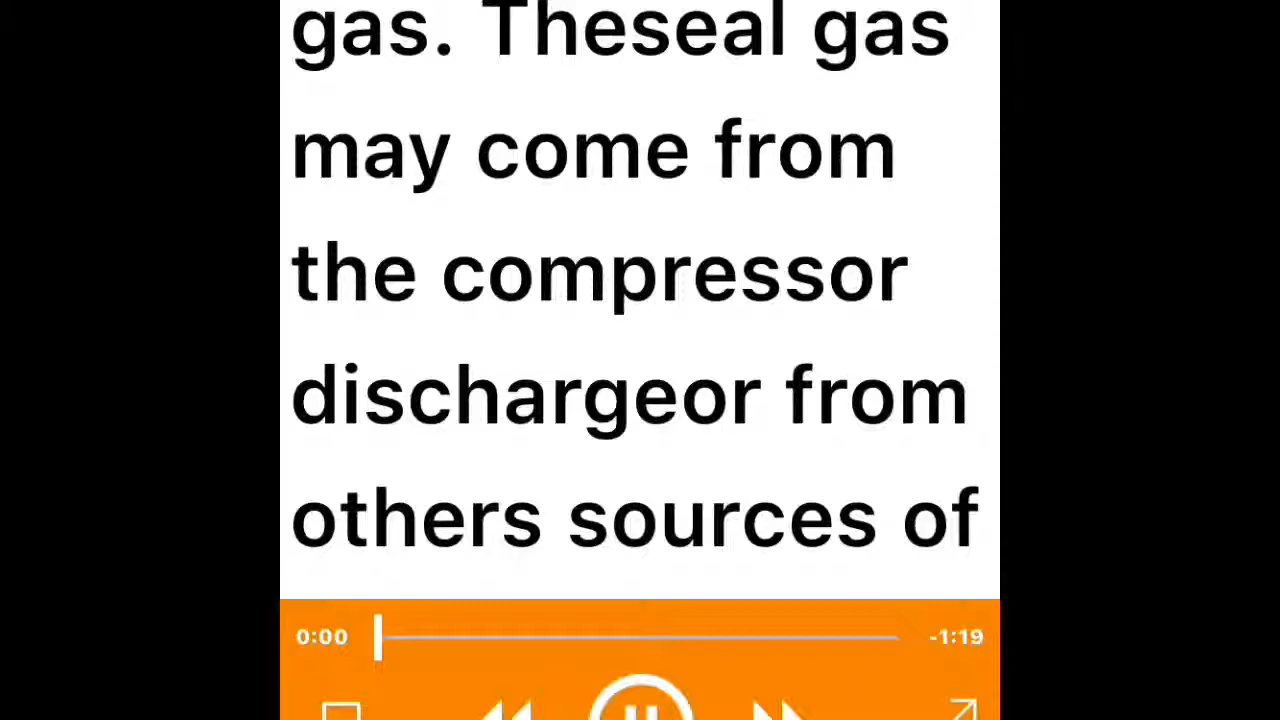 gas. Theseal gas
may come from
the compressor
dischargeor from
others sources of
0:00
-1:19